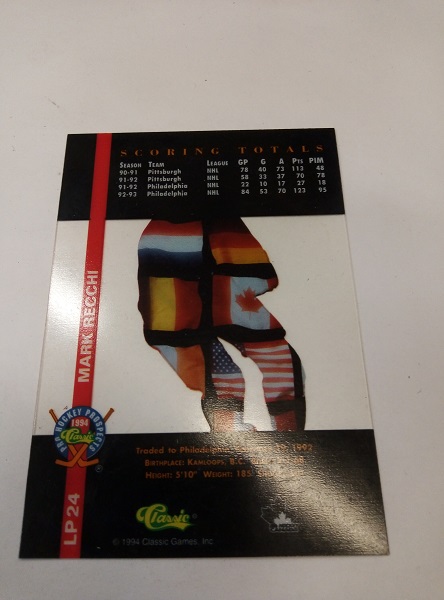 SCORING TOTALS
SEASON TEAM LEAGUE GP G A PTS PIM
90-91 Pittsburgh NHL 78 40 73 113 48
91-92 Pittsburgh NHL 58 33 37 70 78
91-92 Philadelphia NHL 22 10 17 27 18
92-93 Philadelphia NHL 84 53 70 123 95
MARK RECCHI
PRO HOCKEY PROSPECTS
1994
Classic
®
LP 24
Traded to Philadelphia 1992
BIRTHPLACE: KAMLOOPS, B.C.
HEIGHT: 5'10" WEIGHT: 185
Classic®
© 1994 Classic Games, Inc.